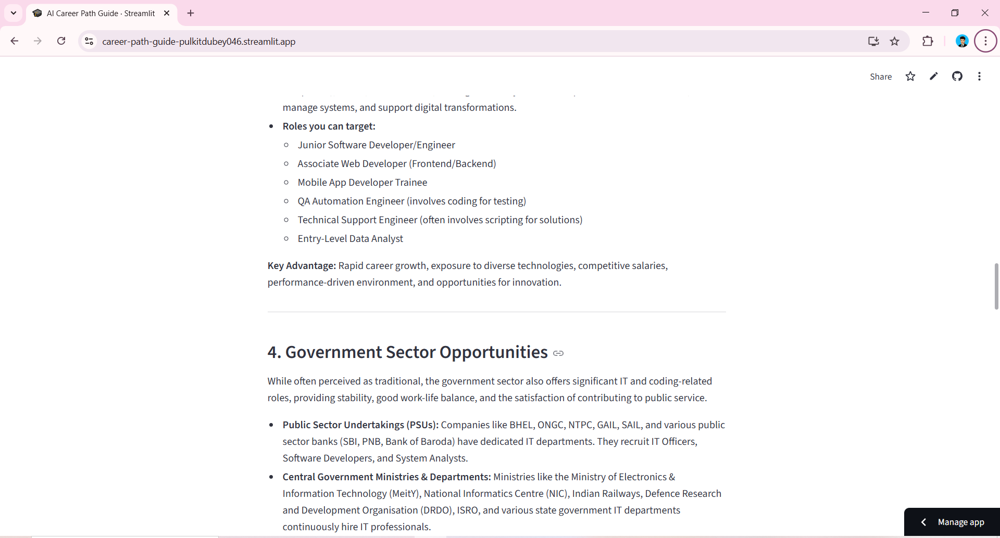 AI Career Path Guide · Streamlit
career-path-guide-pulkitdubey046.streamlit.app
Share
manage systems, and support digital transformations.
Roles you can target:
Junior Software Developer/Engineer
Associate Web Developer (Frontend/Backend)
Mobile App Developer Trainee
QA Automation Engineer (involves coding for testing)
Technical Support Engineer (often involves scripting for solutions)
Entry-Level Data Analyst
Key Advantage: Rapid career growth, exposure to diverse technologies, competitive salaries,
performance-driven environment, and opportunities for innovation.
4. Government Sector Opportunities
While often perceived as traditional, the government sector also offers significant IT and coding-related
roles, providing stability, good work-life balance, and the satisfaction of contributing to public service.
Public Sector Undertakings (PSUs): Companies like BHEL, ONGC, NTPC, GAIL, SAIL, and various public
sector banks (SBI, PNB, Bank of Baroda) have dedicated IT departments. They recruit IT Officers,
Software Developers, and System Analysts.
Central Government Ministries & Departments: Ministries like the Ministry of Electronics &
Information Technology (MeitY), National Informatics Centre (NIC), Indian Railways, Defence Research
and Development Organisation (DRDO), ISRO, and various state government IT departments
continuously hire IT professionals.
Manage app